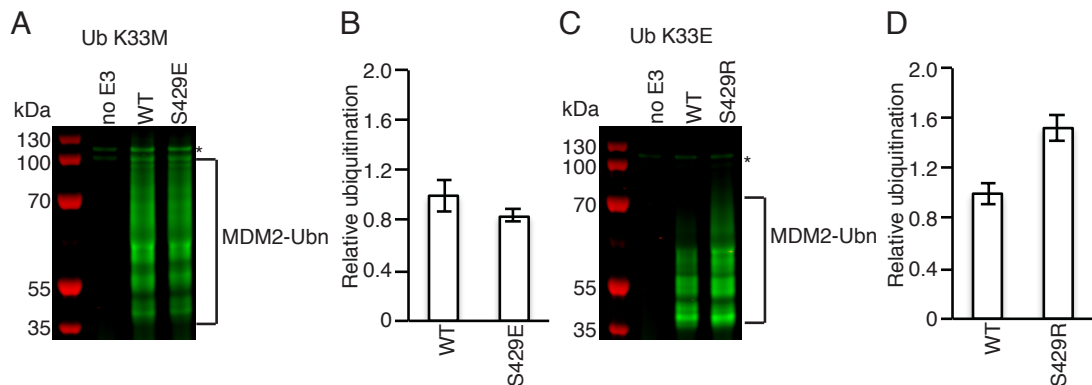 A
Ub K33M
kDa
no E3
WT
S429E
130
100
70
55
35
*
MDM2-Ubn
B
Relative ubiquitination
2.0
1.6
1.2
0.8
0.4
0
WT
S429E
C
Ub K33E
kDa
no E3
WT
S429R
130
100
70
55
35
*
MDM2-Ubn
D
Relative ubiquitination
2.0
1.6
1.2
0.8
0.4
0
WT
S429R